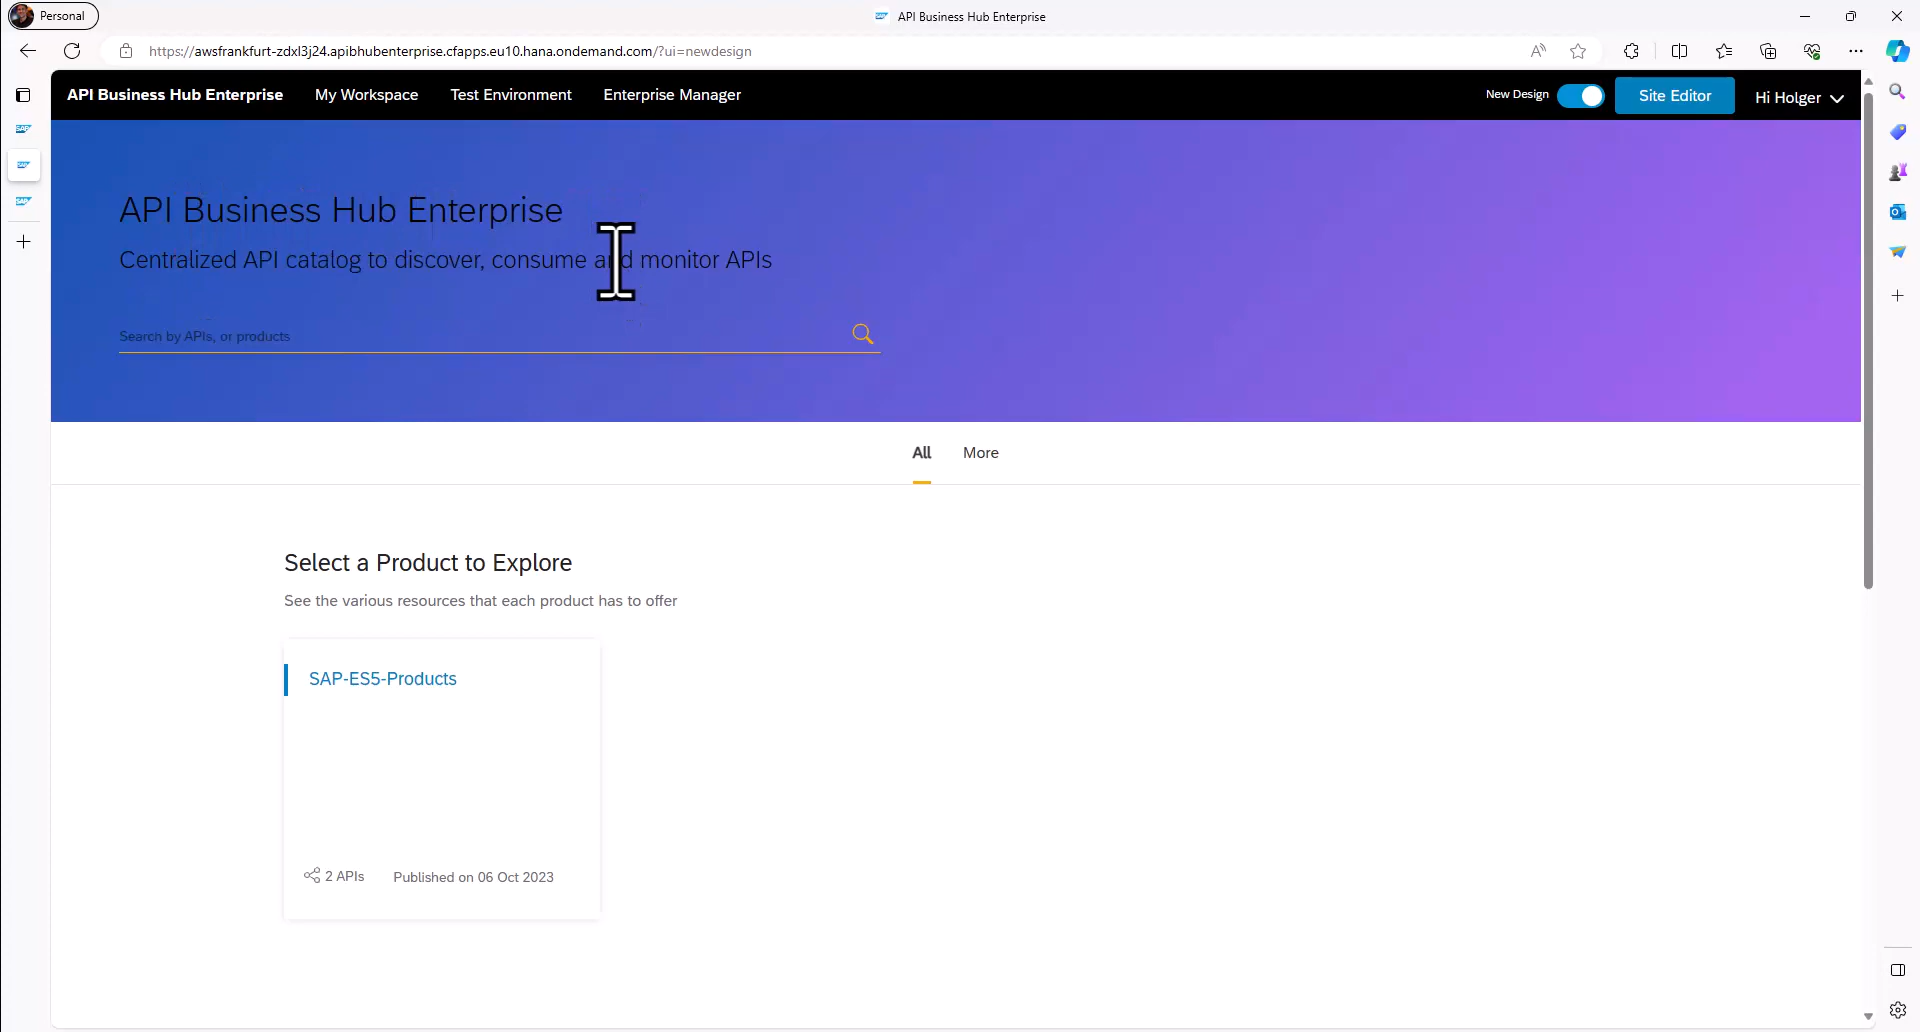 Personal
API Business Hub Enterprise
https://awsfrankfurt-zdxl3j24.apibhubenterprise.cfapps.eu10.hana.ondemand.com/?ui=newdesign
API Business Hub Enterprise My Workspace Test Environment Enterprise Manager New Design Site Editor Hi Holger
API Business Hub Enterprise
Centralized API catalog to discover, consume and monitor APIs
Search by APIs, or products
All More
Select a Product to Explore
See the various resources that each product has to offer
SAP-ES5-Products
2 APIs Published on 06 Oct 2023